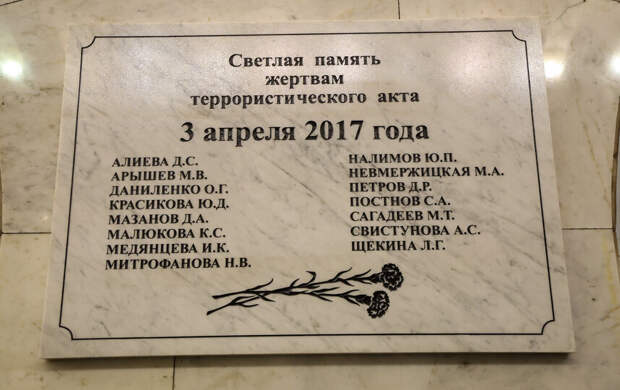 Светлая память
жертвам
террористического акта
3 апреля 2017 года
АЛИЕВА Д.С.
АРЫШЕВ М.В.
ДАНИЛЕНКО О.Г.
КРАСИКОВА Ю.Д.
МАЗАНОВ Д.А.
МАЛЮКОВА К.С.
МЕДЯНЦЕВА И.К.
МИТРОФАНОВА Н.В.
НАЛИМОВ Ю.П.
НЕВМЕРЖИЦКАЯ М.А.
ПЕТРОВ Д.Р.
ПОСТНОВ С.А.
САГАДЕЕВ М.Т.
СВИСТУНОВА А.С.
ЩЕКИНА Л.Г.